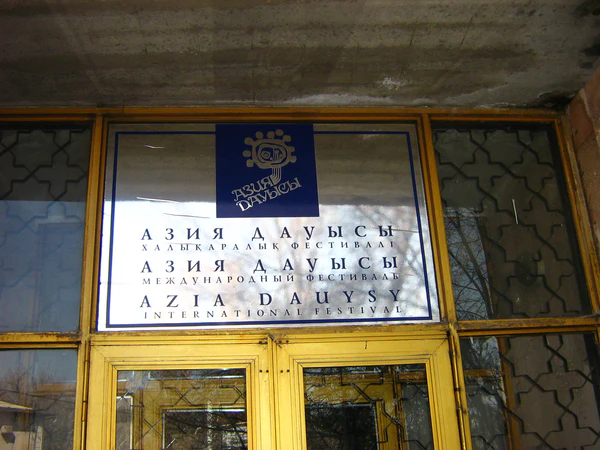 АЗИЯ
ДАУЫСЫ
АЗИЯ ДАУЫСЫ
ХАЛЫҚАРАЛЫҚ ФЕСТИВАЛІ
АЗИЯ ДАУЫСЫ
МЕЖДУНАРОДНЫЙ ФЕСТИВАЛЬ
AZIA DAUYSY
INTERNATIONAL FESTIVAL